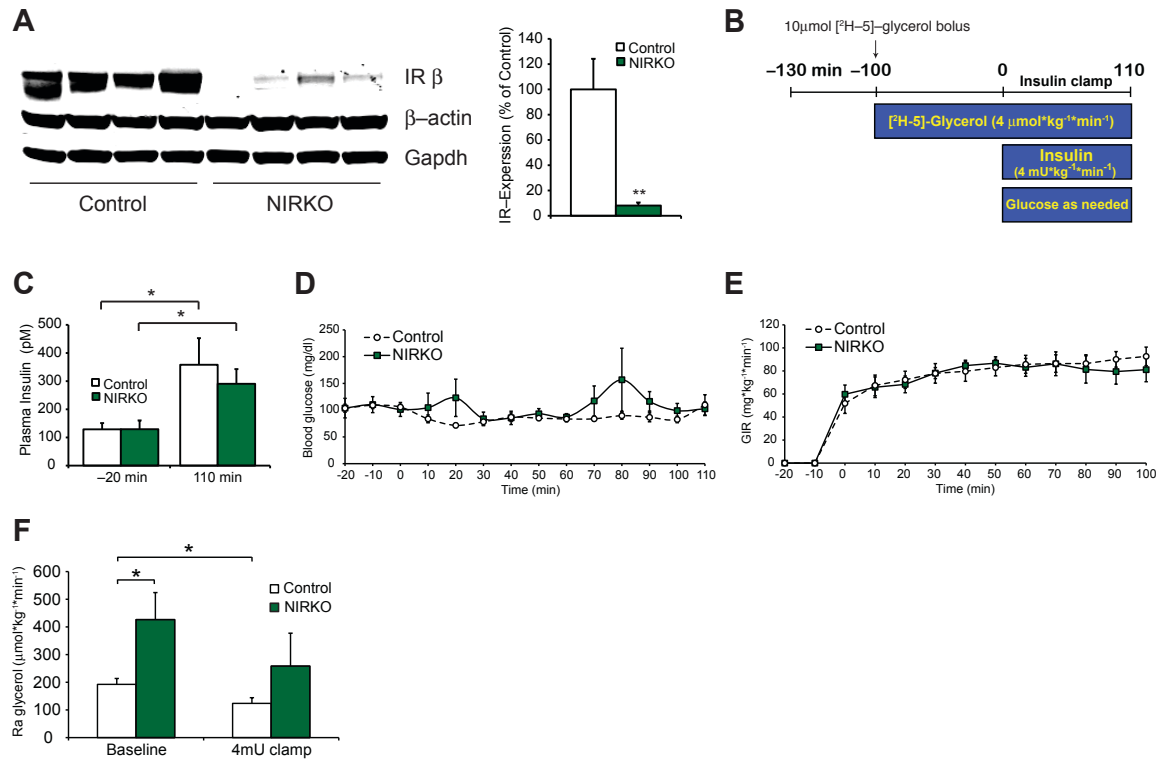 A
IR β
β–actin
Gapdh
Control
NIRKO
IR–Experssion (% of Control)
140
120
100
80
60
40
20
0
Control
NIRKO
**
B
10μmol [²H–5]–glycerol bolus
–130 min
–100
0
110
Insulin clamp
[²H-5]-Glycerol (4 μmol*kg⁻¹*min⁻¹)
Insulin
(4 mU*kg⁻¹*min⁻¹)
Glucose as needed
C
*
*
Plasma Insulin (pM)
500
400
300
200
100
0
Control
NIRKO
–20 min
110 min
D
Blood glucose (mg/dl)
250
200
150
100
50
0
Control
NIRKO
-20 -10 0 10 20 30 40 50 60 70 80 90 100 110
Time (min)
E
GIR (mg*kg⁻¹*min⁻¹)
120
100
80
60
40
20
0
Control
NIRKO
-20 -10 0 10 20 30 40 50 60 70 80 90 100
Time (min)
F
*
*
Ra glycerol (μmol*kg⁻¹*min⁻¹)
600
500
400
300
200
100
0
Control
NIRKO
Baseline
4mU clamp